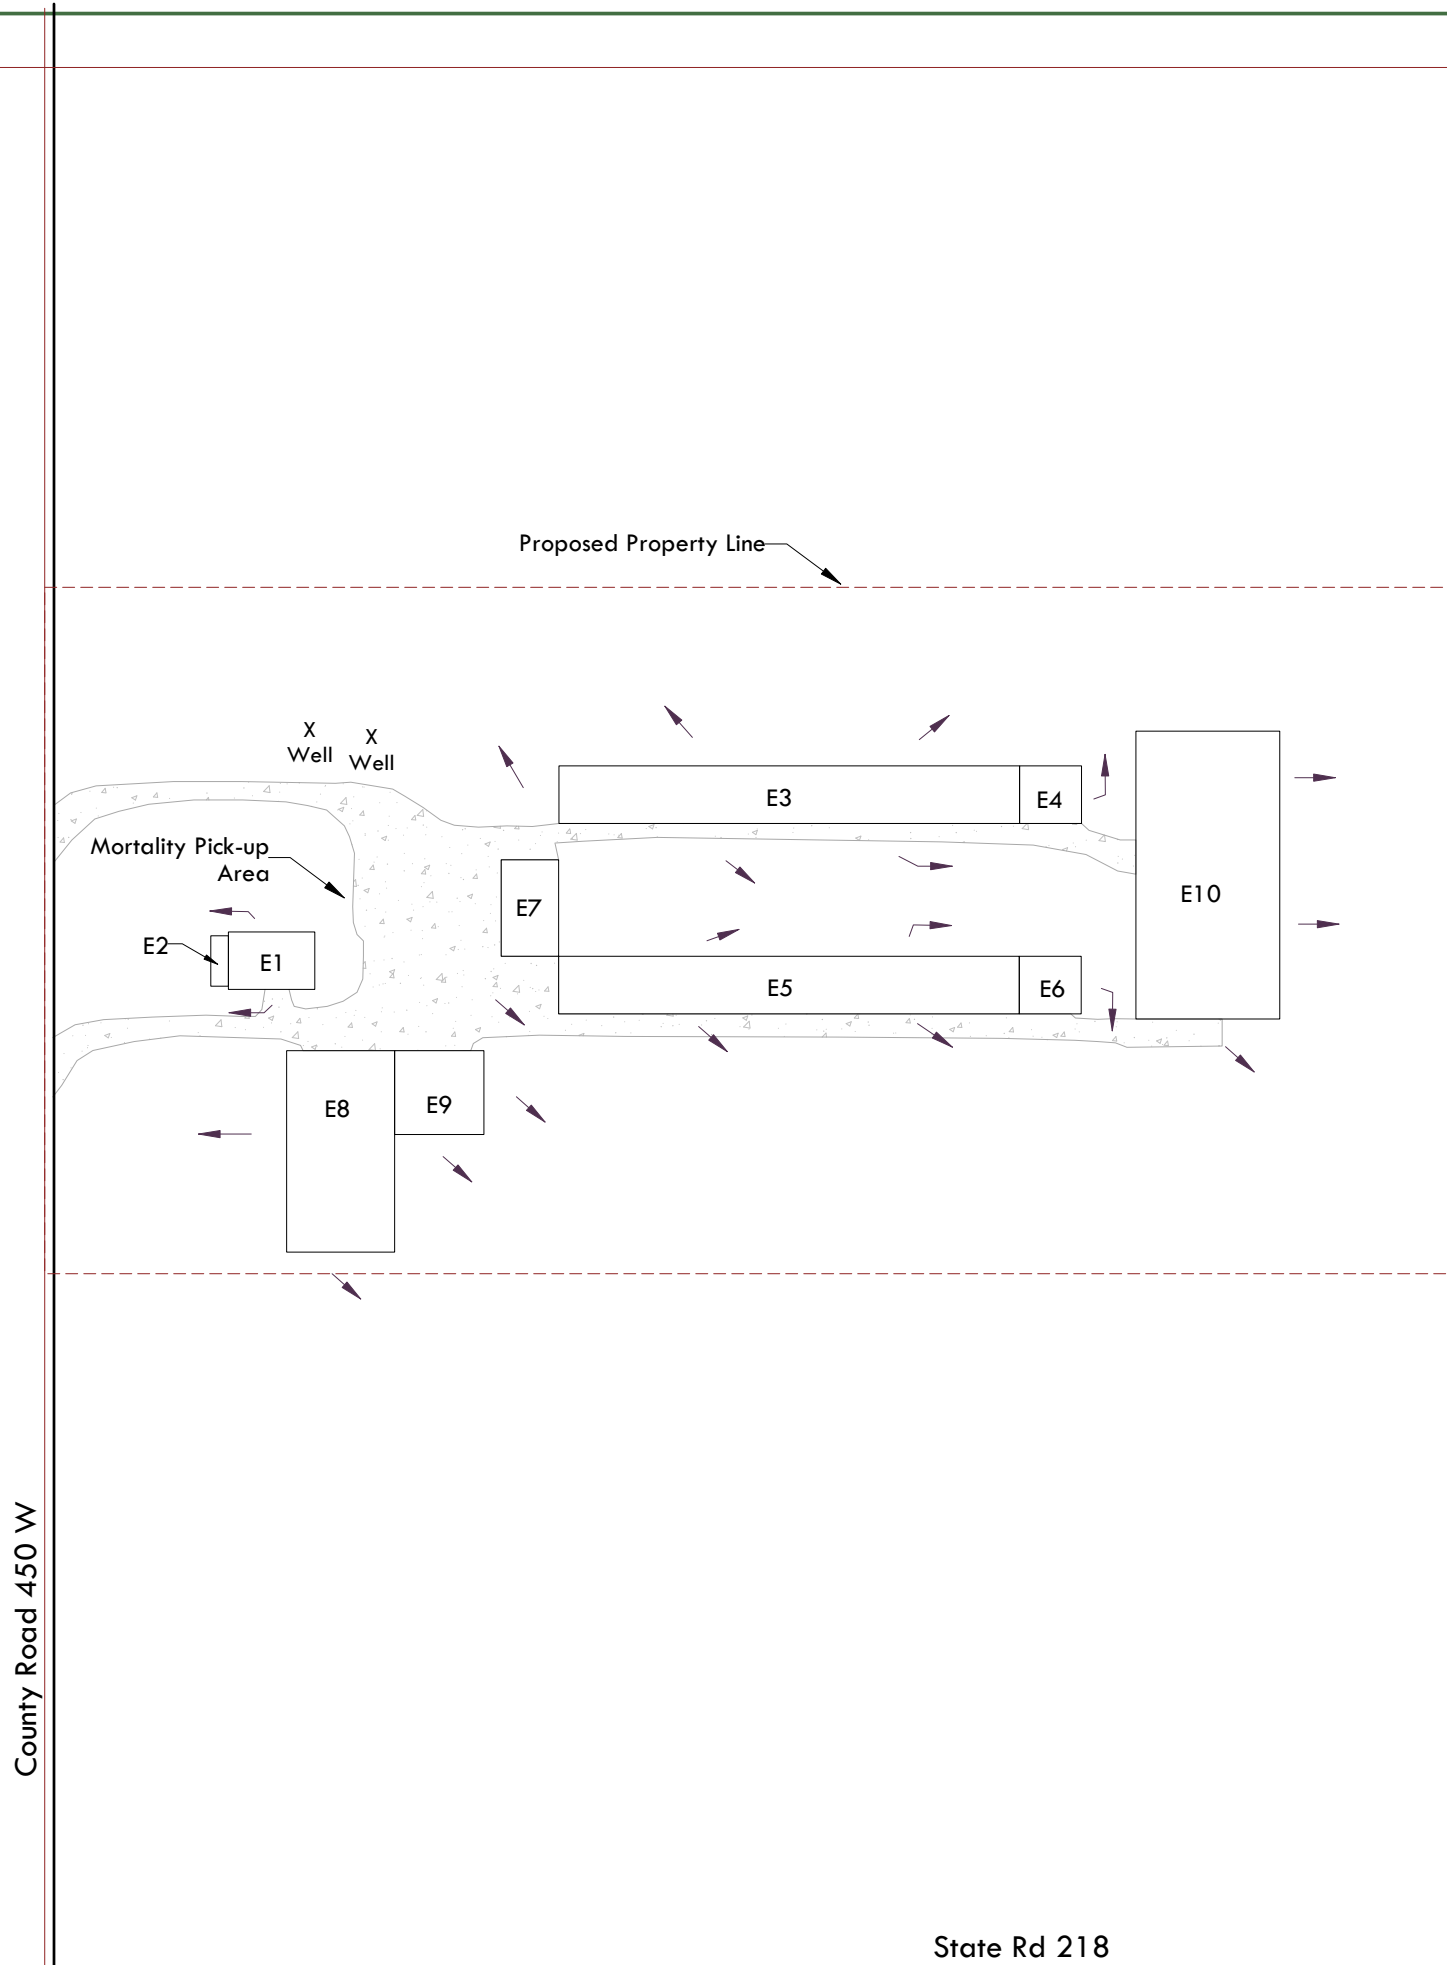 Proposed Property Line
X
Well
X
Well
E3
E4
Mortality Pick-up
Area
E10
E7
E2
E1
E5
E6
E8
E9
County Road 450 W
State Rd 218